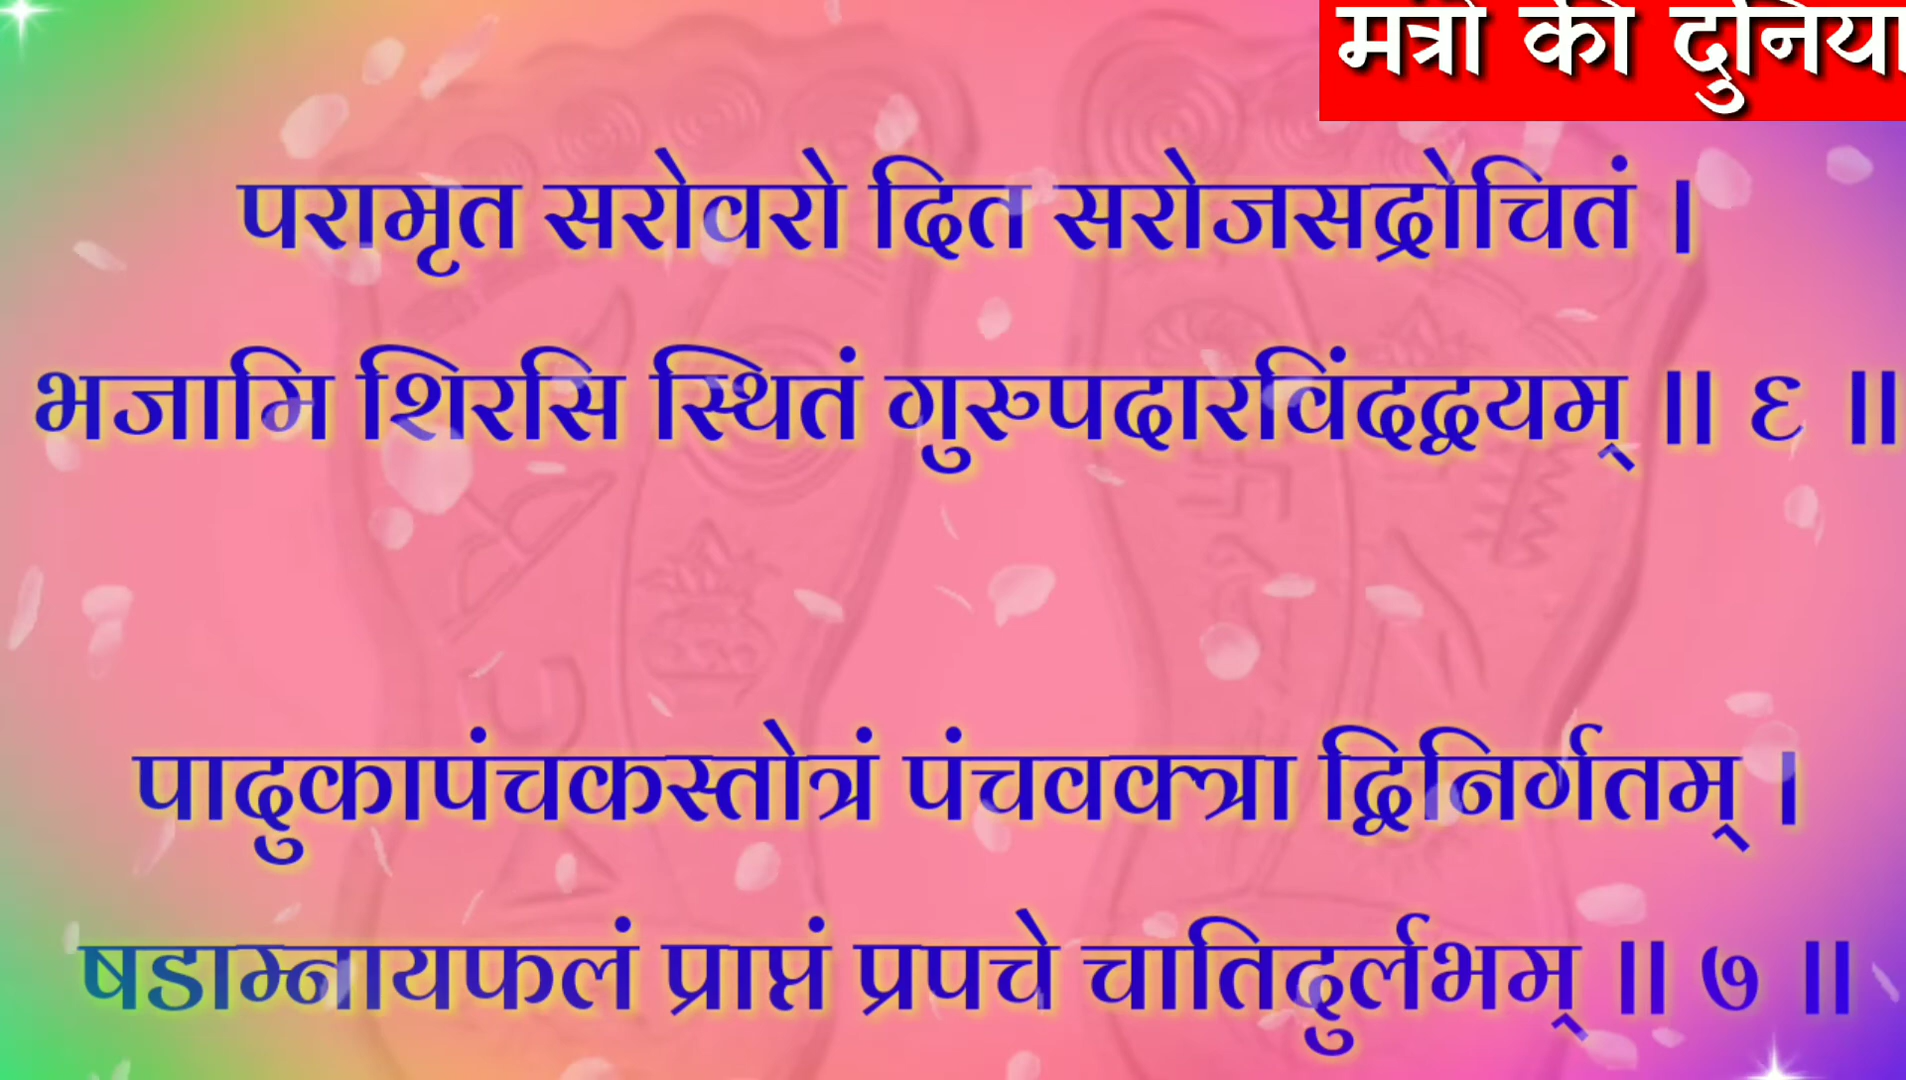 मंत्रों की दुनिया
परामृत सरोवरो दित सरोजसद्रोचितं ।
भजामि शिरसि स्थितं गुरुपदारविंदद्वयम् ॥ ६ ॥
पादुकापंचकस्तोत्रं पंचवक्त्रा द्विनिर्गतम् ।
षडाम्नायफलं प्राप्तं प्रपचे चातिदुर्लभम् ॥ ७ ॥